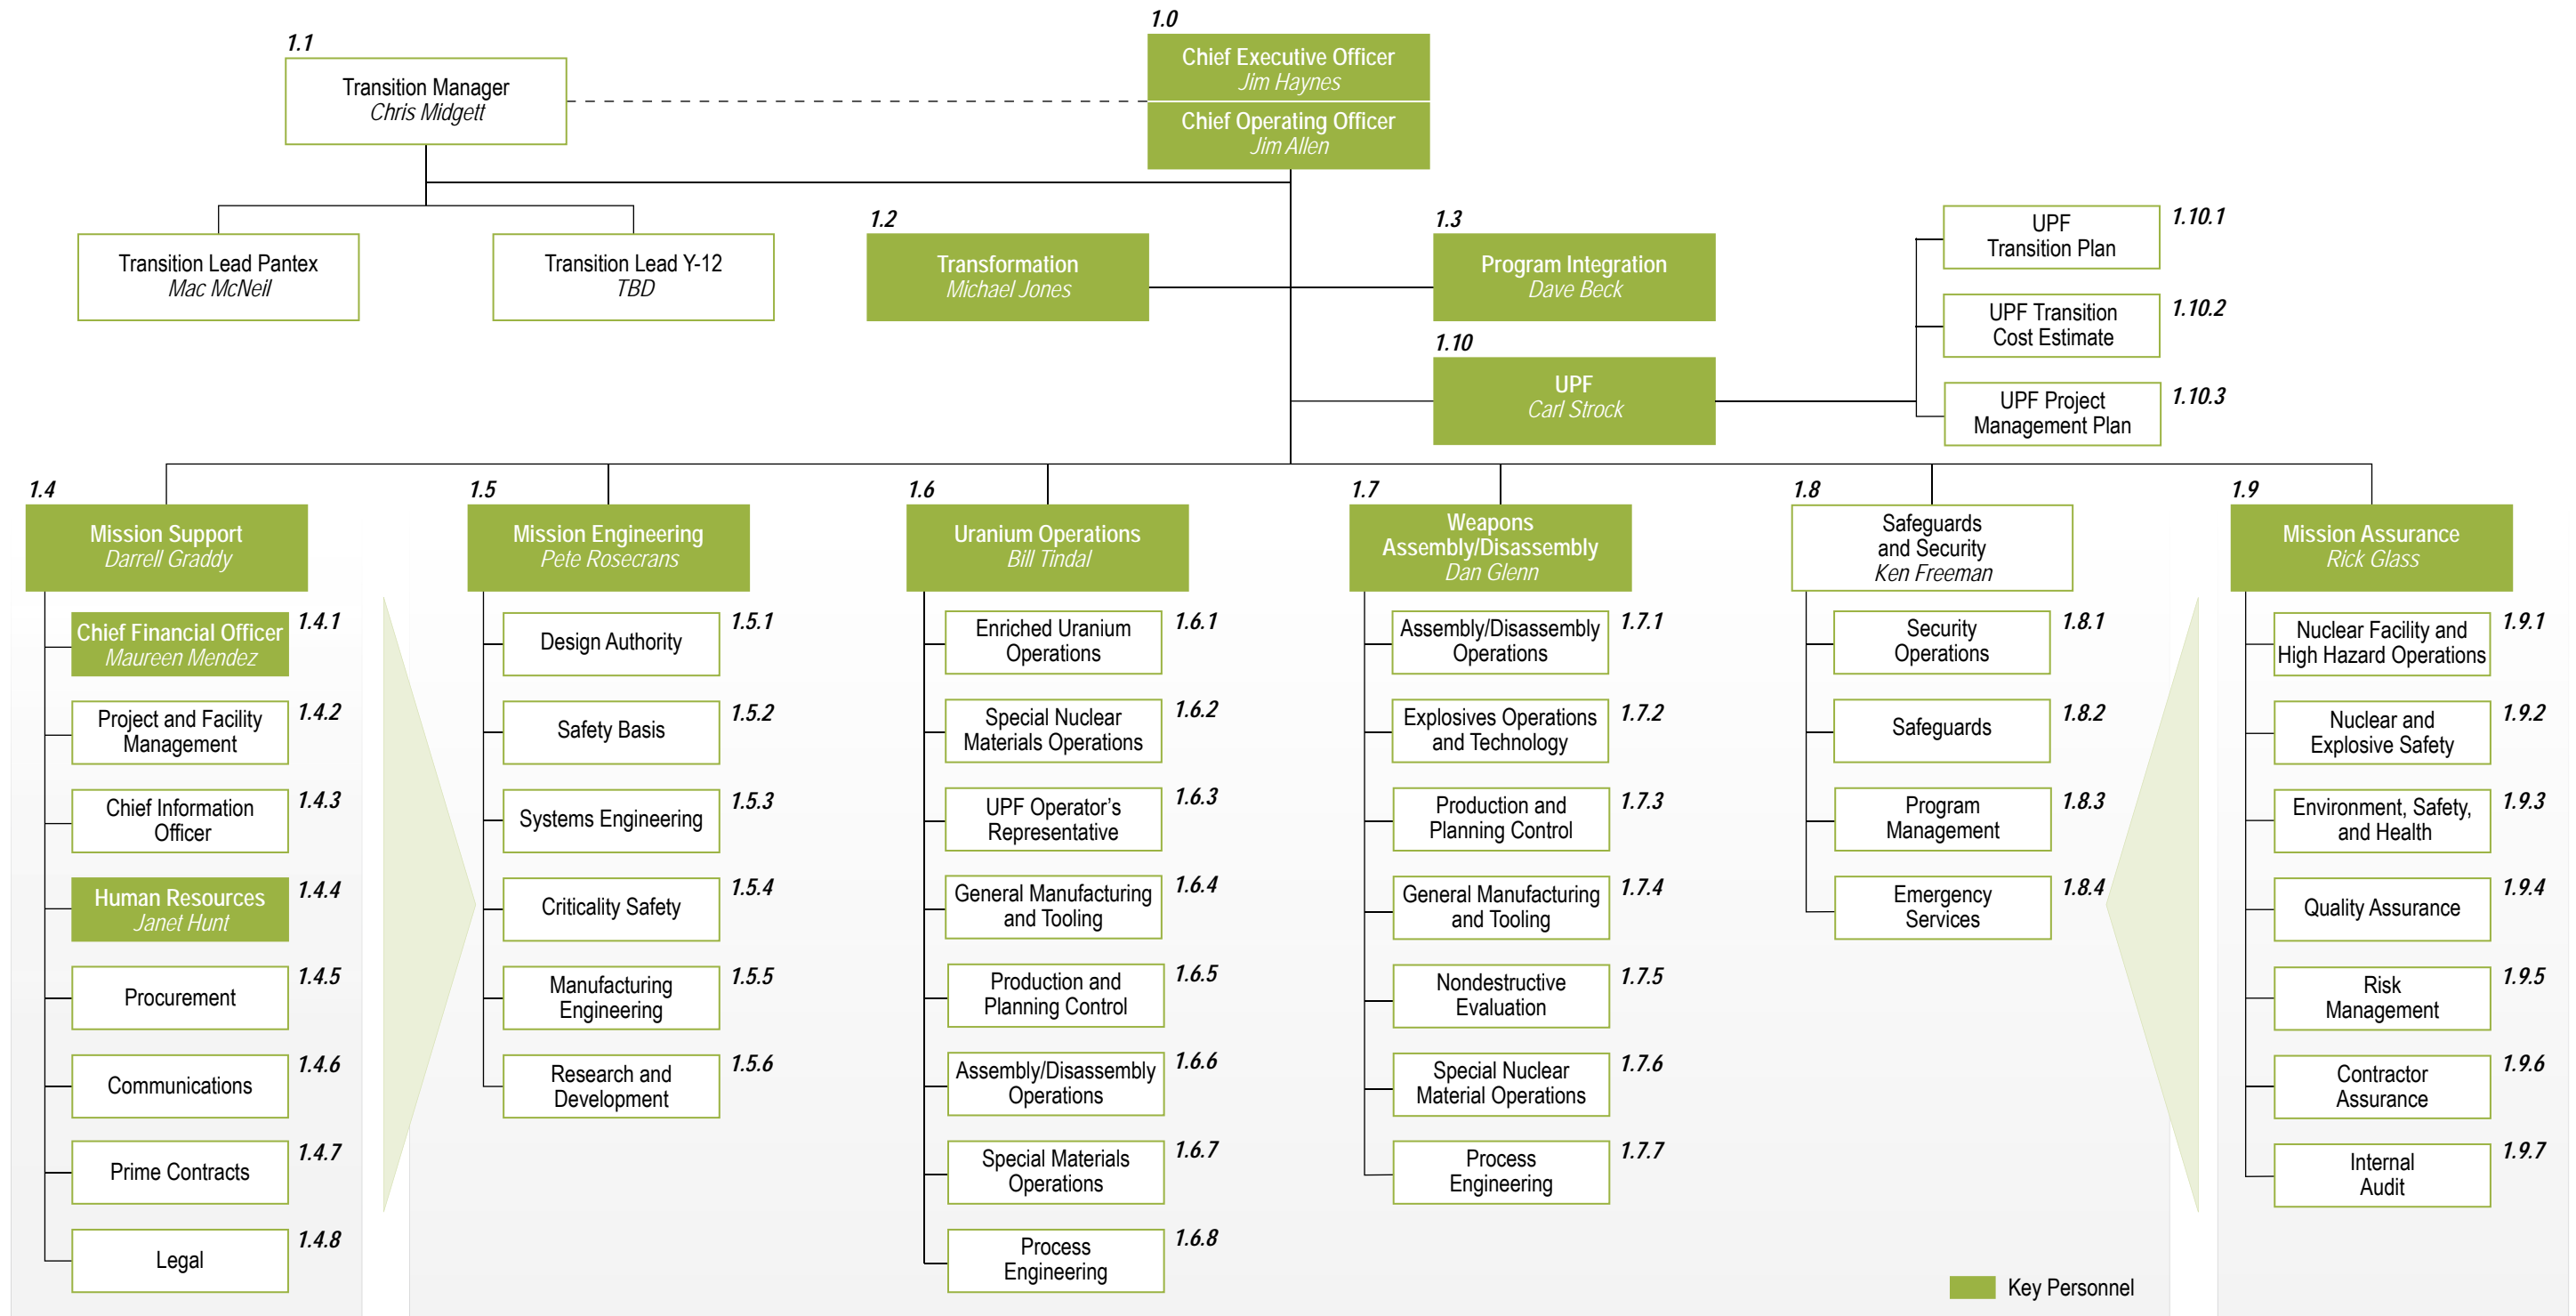 1.0
Chief Executive Officer
Jim Haynes
Chief Operating Officer
Jim Allen
1.1
Transition Manager
Chris Midgett
Transition Lead Pantex
Mac McNeil
Transition Lead Y-12
TBD
1.2
Transformation
Michael Jones
1.3
Program Integration
Dave Beck
1.10
UPF
Carl Strock
UPF
Transition Plan
1.10.1
UPF Transition
Cost Estimate
1.10.2
UPF Project
Management Plan
1.10.3
1.4
Mission Support
Darrell Graddy
Chief Financial Officer
Maureen Mendez
1.4.1
Project and Facility
Management
1.4.2
Chief Information
Officer
1.4.3
Human Resources
Janet Hunt
1.4.4
Procurement
1.4.5
Communications
1.4.6
Prime Contracts
1.4.7
Legal
1.4.8
1.5
Mission Engineering
Pete Rosecrans
Design Authority
1.5.1
Safety Basis
1.5.2
Systems Engineering
1.5.3
Criticality Safety
1.5.4
Manufacturing
Engineering
1.5.5
Research and
Development
1.5.6
1.6
Uranium Operations
Bill Tindal
Enriched Uranium
Operations
1.6.1
Special Nuclear
Materials Operations
1.6.2
UPF Operator’s
Representative
1.6.3
General Manufacturing
and Tooling
1.6.4
Production and
Planning Control
1.6.5
Assembly/Disassembly
Operations
1.6.6
Special Materials
Operations
1.6.7
Process
Engineering
1.6.8
1.7
Weapons
Assembly/Disassembly
Dan Glenn
Assembly/Disassembly
Operations
1.7.1
Explosives Operations
and Technology
1.7.2
Production and
Planning Control
1.7.3
General Manufacturing
and Tooling
1.7.4
Nondestructive
Evaluation
1.7.5
Special Nuclear
Material Operations
1.7.6
Process
Engineering
1.7.7
1.8
Safeguards
and Security
Ken Freeman
Security
Operations
1.8.1
Safeguards
1.8.2
Program
Management
1.8.3
Emergency
Services
1.8.4
1.9
Mission Assurance
Rick Glass
Nuclear Facility and
High Hazard Operations
1.9.1
Nuclear and
Explosive Safety
1.9.2
Environment, Safety,
and Health
1.9.3
Quality Assurance
1.9.4
Risk
Management
1.9.5
Contractor
Assurance
1.9.6
Internal
Audit
1.9.7
Key Personnel